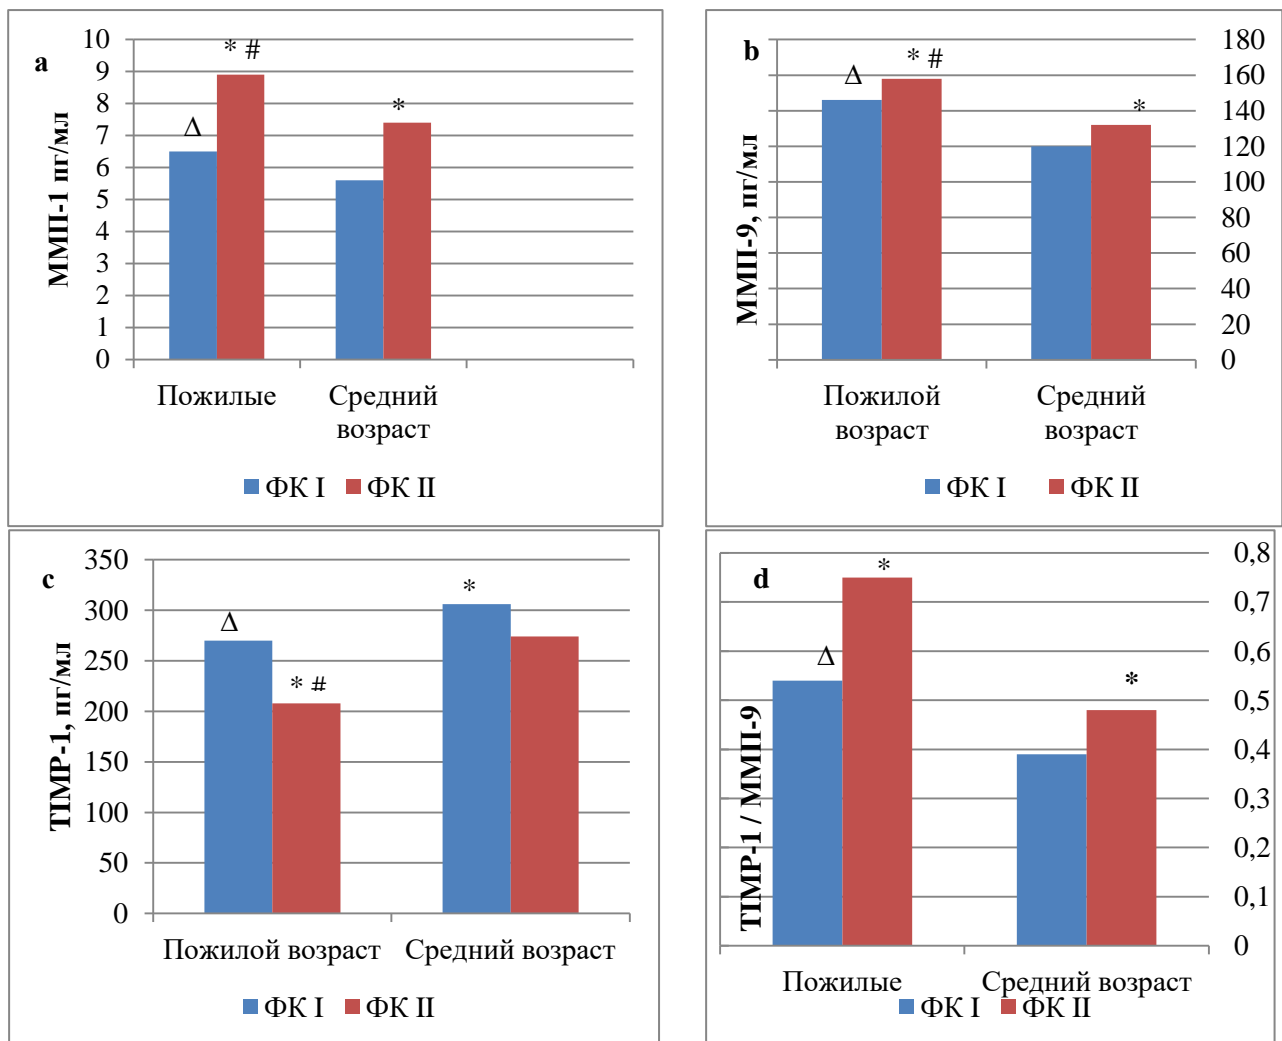 a
ММП-1 пг/мл
10
9
8
7
6
5
4
3
2
1
0
* #
Δ
*
Пожилые
Средний
возраст
ФК I
ФК II
b
ММП-9, пг/мл
180
160
140
120
100
80
60
40
20
0
* #
Δ
*
Пожилой
возраст
Средний
возраст
ФК I
ФК II
c
TIMP-1, пг/мл
350
300
250
200
150
100
50
0
*
Δ
* #
Пожилой возраст
Средний возраст
ФК I
ФК II
d
TIMP-1 / ММП-9
0,8
0,7
0,6
0,5
0,4
0,3
0,2
0,1
0
*
Δ
*
Пожилые
Средний возраст
ФК I
ФК II